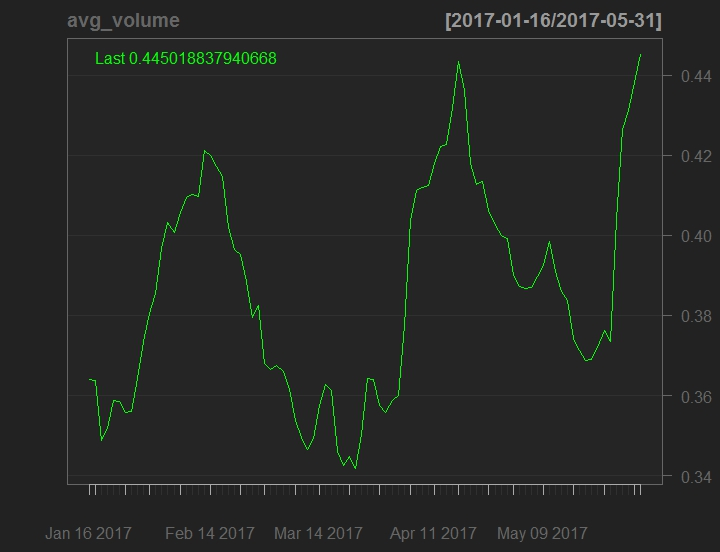 avg_volume [2017-01-16/2017-05-31]
Last 0.445018837940668
0.44
0.42
0.40
0.38
0.36
0.34
Jan 16 2017 Feb 14 2017 Mar 14 2017 Apr 11 2017 May 09 2017